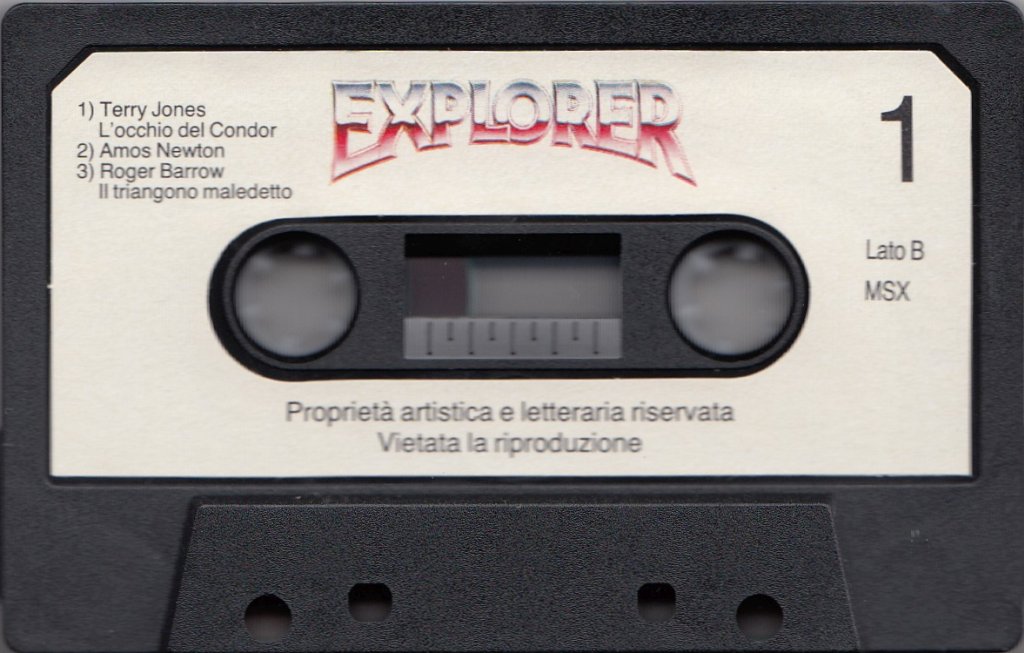 EXPLORER
1
1) Terry Jones
L'occhio del Condor
2) Amos Newton
3) Roger Barrow
Il triangono maledetto
Lato B
MSX
Proprietà artistica e letteraria riservata
Vietata la riproduzione